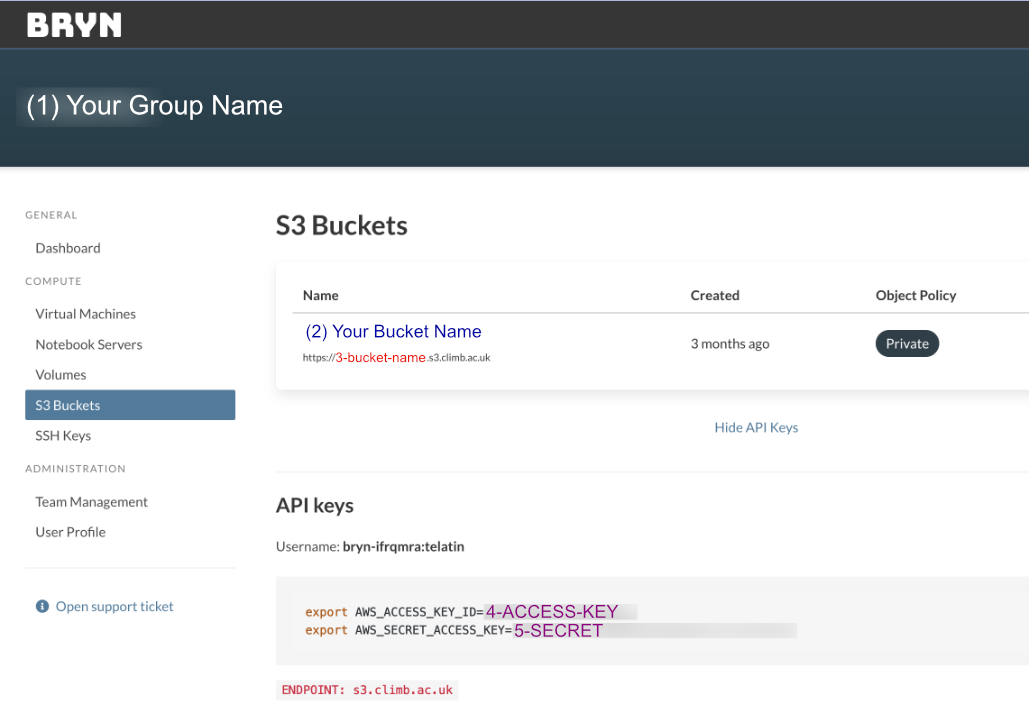 BRYN
(1) Your Group Name
GENERAL
Dashboard
COMPUTE
Virtual Machines
Notebook Servers
Volumes
S3 Buckets
SSH Keys
ADMINISTRATION
Team Management
User Profile
Open support ticket
S3 Buckets
Name Created Object Policy
(2) Your Bucket Name
https://3-bucket-name.s3.climb.ac.uk
3 months ago
Private
Hide API Keys
API keys
Username: bryn-ifrqmra:telatin
export AWS_ACCESS_KEY_ID=4-ACCESS-KEY
export AWS_SECRET_ACCESS_KEY=5-SECRET
ENDPOINT: s3.climb.ac.uk